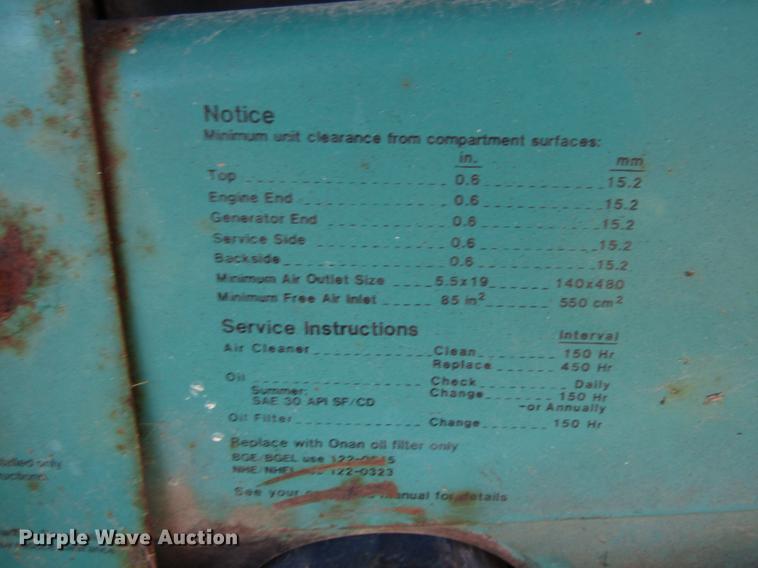 Notice
Minimum unit clearance from compartment surfaces:
in. mm
Top 0.6 15.2
Engine End 0.6 15.2
Generator End 0.6 15.2
Service Side 0.6 15.2
Backside 0.6 15.2
Minimum Air Outlet Size 5.5x19 140x480
Minimum Free Air Inlet 85 in² 550 cm²
Service Instructions Interval
Air Cleaner Clean 150 Hr
Replace 450 Hr
Oil Check Daily
Summer: Change 150 Hr
SAE 30 API SF/CD -or Annually
Oil Filter Change 150 Hr
Replace with Onan oil filter only
BGE/BGEL use
NHE/NHEL use 122-0323
See your manual for details
only
Purple Wave Auction